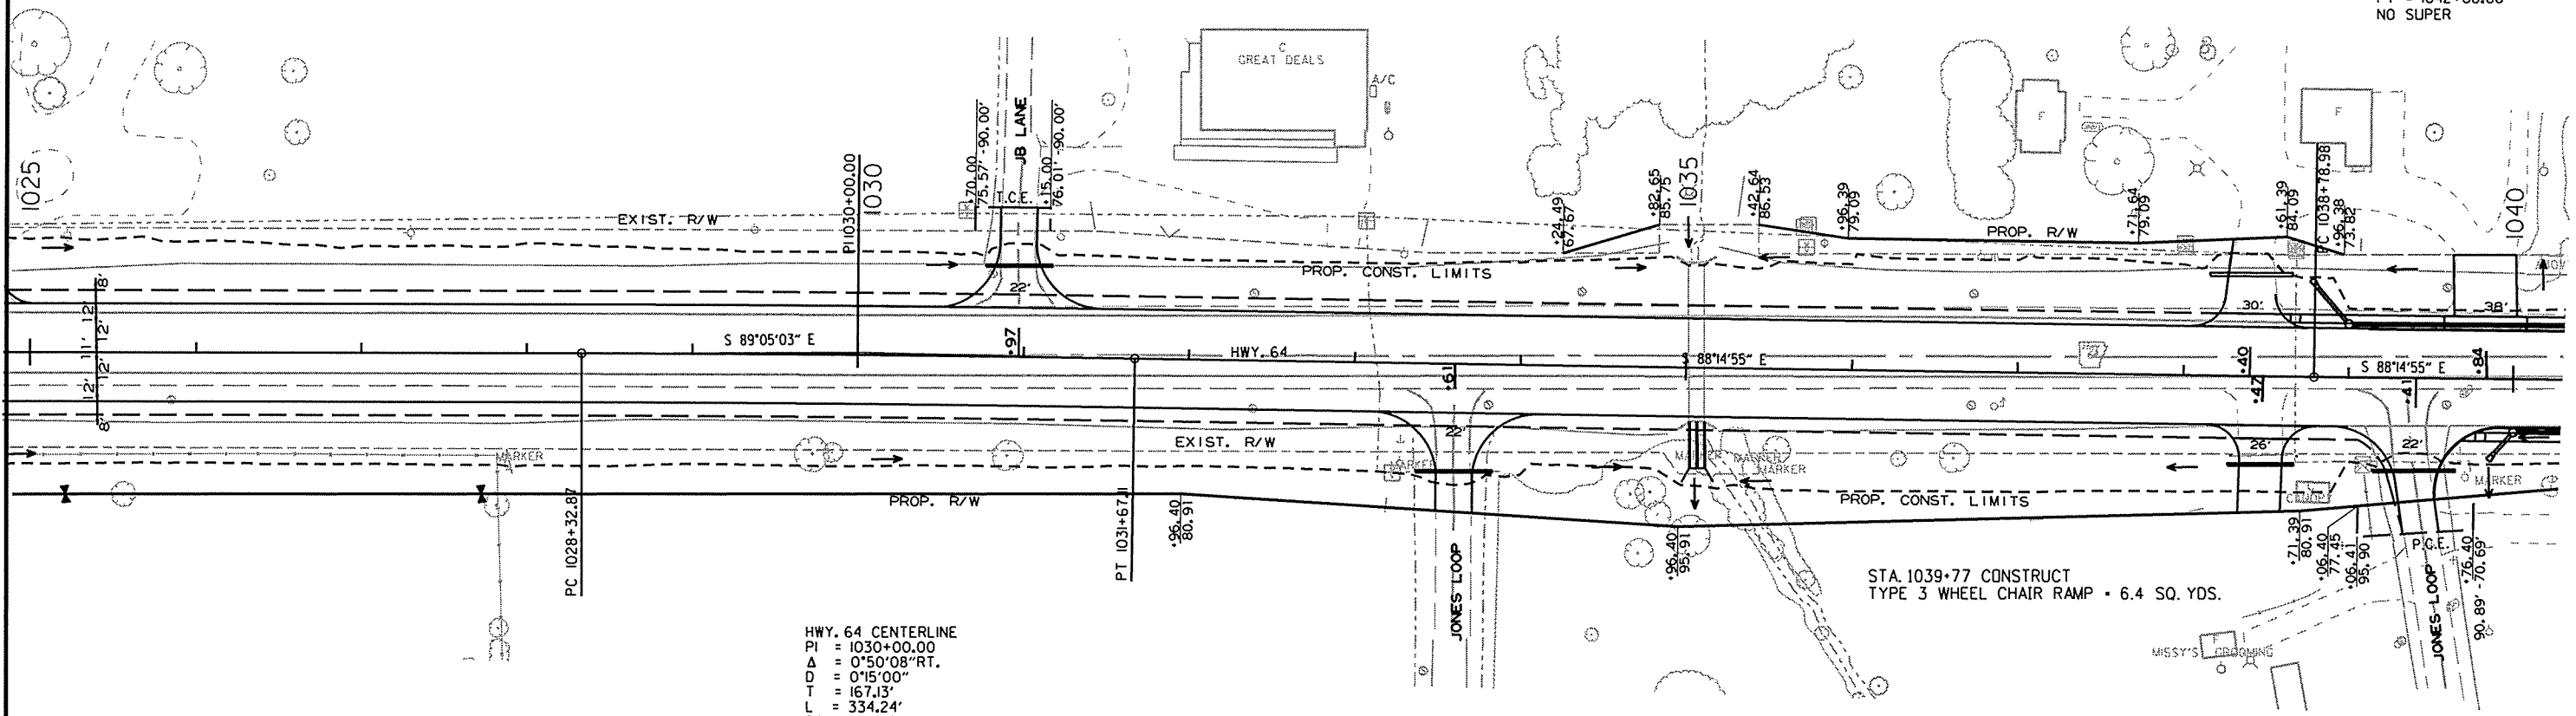 NO SUPER
C
GREAT DEALS
A/C
F
F
1025
PI 1030+00.00
1030
+70.00
75.57' -90.00'
JB LANE
+15.00
76.01' -90.00'
T.C.E.
+24.49
67.67
+82.65
85.75
1035
+42.64
86.53
+96.39
79.09
+71.64
79.09
+61.39
84.09
PC 1038+78.98
+96.38
73.82
1040
EXIST. R/W
PROP. R/W
PROP. CONST. LIMITS
22'
30'
38'
8'
12'
12'
11'
12'
12'
8'
S 89°05'03" E
+97
HWY. 64
+61
S 88°14'55" E
+40
+47
S 88°14'55" E
+41
+84
EXIST. R/W
22'
26'
22'
MARKER
MARKER
MARKER
MARKER
MARKER
PROP. R/W
PROP. CONST. LIMITS
PC 1028+32.87
PT 1031+67.11
+96.40
80.91
JONES LOOP
+96.40
95.91
+71.39
80.91
+06.40
77.45
+06.41
95.90
P.C.E.
JONES LOOP
+76.40
90.89' -70.69'
STA. 1039+77 CONSTRUCT
TYPE 3 WHEEL CHAIR RAMP = 6.4 SQ. YDS.
MISSY'S GROOMING
F
HWY. 64 CENTERLINE
PI = 1030+00.00
Δ = 0°50'08"RT.
D = 0°15'00"
T = 167.13'
L = 334.24'